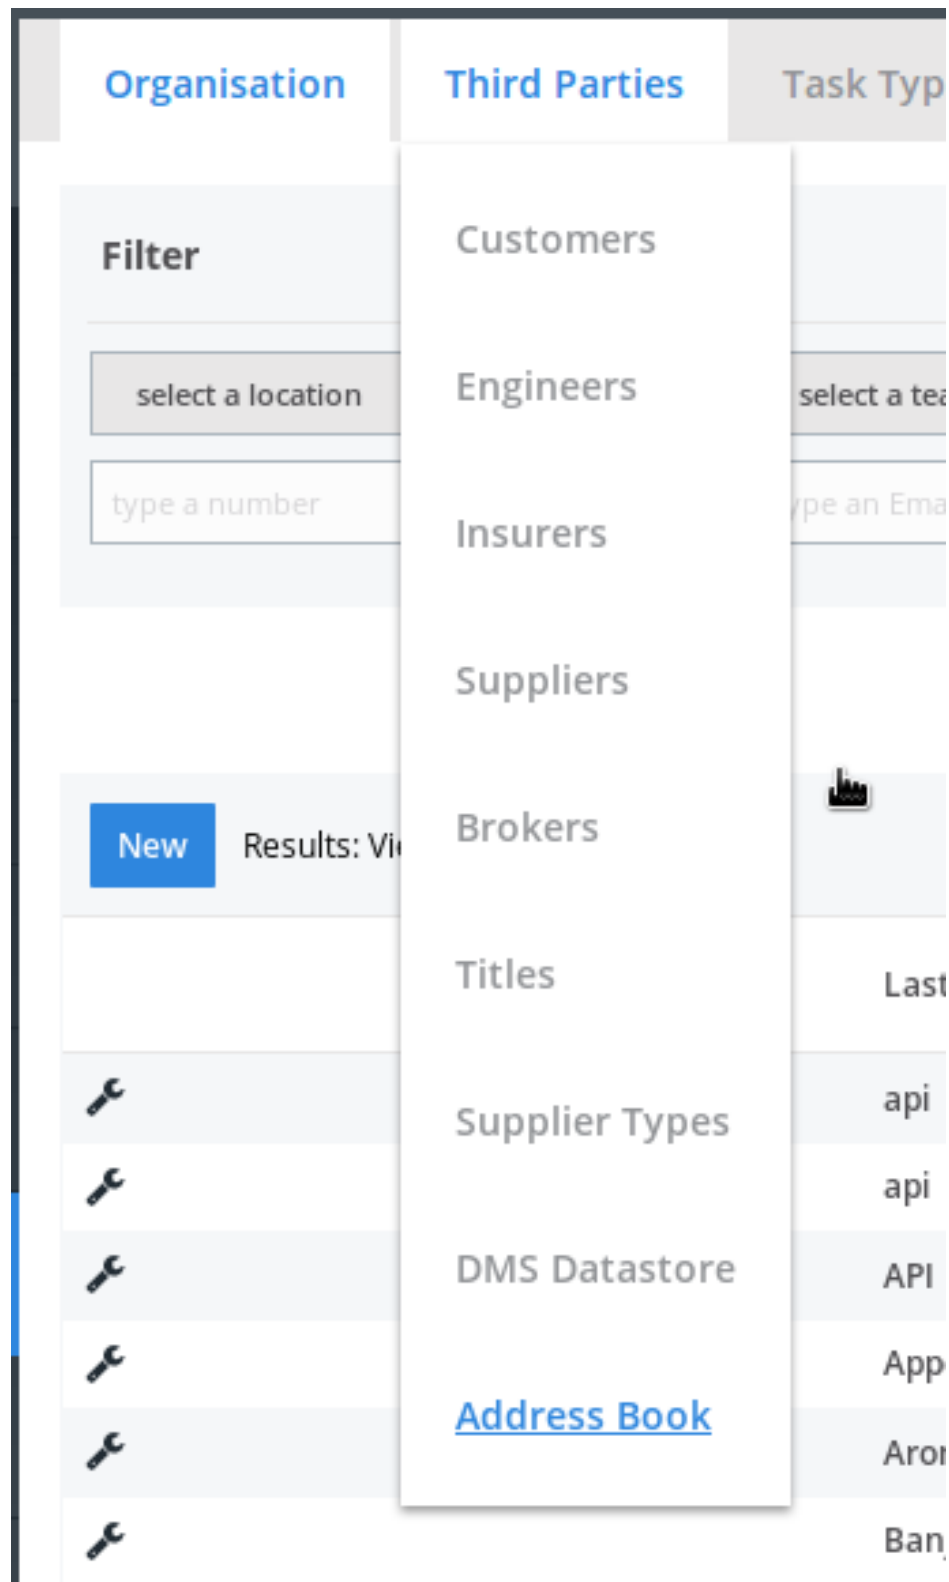 Organisation
Third Parties
Task Typ
Customers
Filter
Engineers
select a location
select a tea
type a number
ype an Ema
Insurers
Suppliers
Brokers
New
Results: Vi
Titles
Last
api
Supplier Types
api
DMS Datastore
API
App
Address Book
Aror
Ban